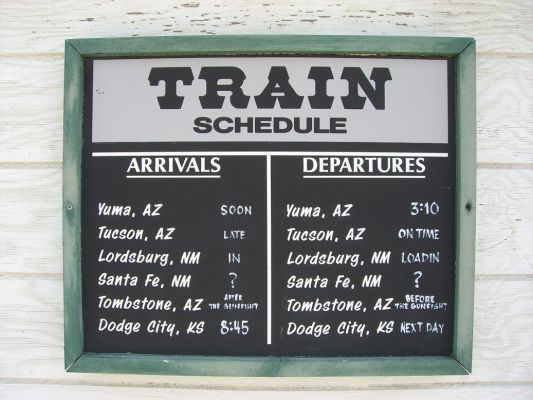 TRAIN
SCHEDULE
ARRIVALS
Yuma, AZ SOON
Tucson, AZ LATE
Lordsburg, NM IN
Santa Fe, NM ?
Tombstone, AZ AFTER THE GUNFIGHT
Dodge City, KS 8:45
DEPARTURES
Yuma, AZ 3:10
Tucson, AZ ON TIME
Lordsburg, NM LOADIN
Santa Fe, NM ?
Tombstone, AZ BEFORE THE GUNFIGHT
Dodge City, KS NEXT DAY